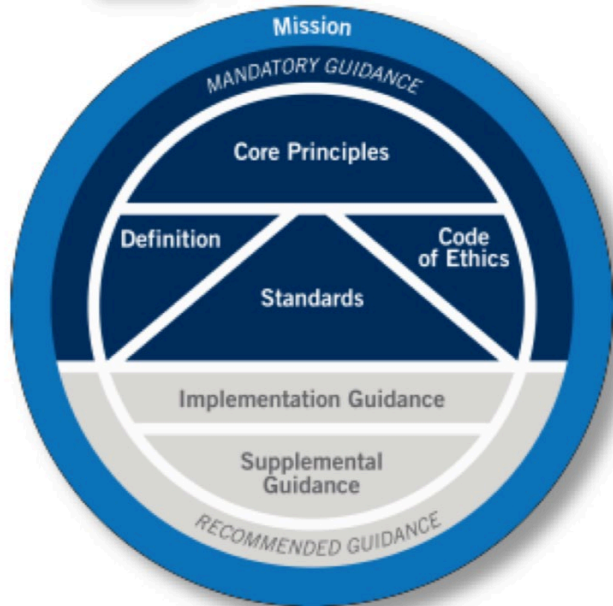 Mission
MANDATORY GUIDANCE
Core Principles
Definition
Code
of Ethics
Standards
Implementation Guidance
Supplemental
Guidance
RECOMMENDED GUIDANCE